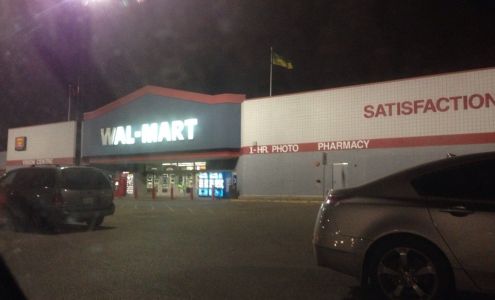 WAL-MART
SATISFACTION
1-HR. PHOTO PHARMACY